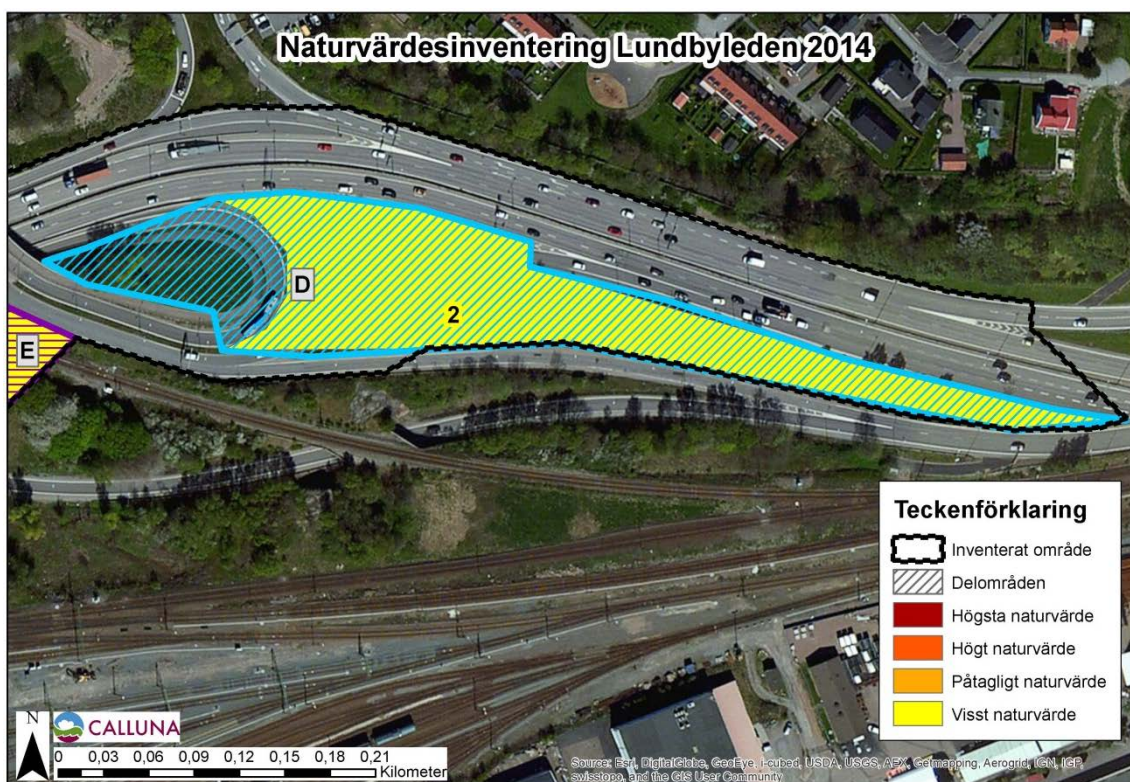 Naturvärdesinventering Lundbyleden 2014
D
2
E
Teckenförklaring
Inventerat område
Delområden
Högsta naturvärde
Högt naturvärde
Påtagligt naturvärde
Visst naturvärde
N
CALLUNA
0 0,03 0,06 0,09 0,12 0,15 0,18 0,21
Kilometer
Source: Esri, DigitalGlobe, GeoEye, i-cubed, USDA, USGS, AEX, Getmapping, Aerogrid, IGN, IGP,
swisstopo, and the GIS User Community